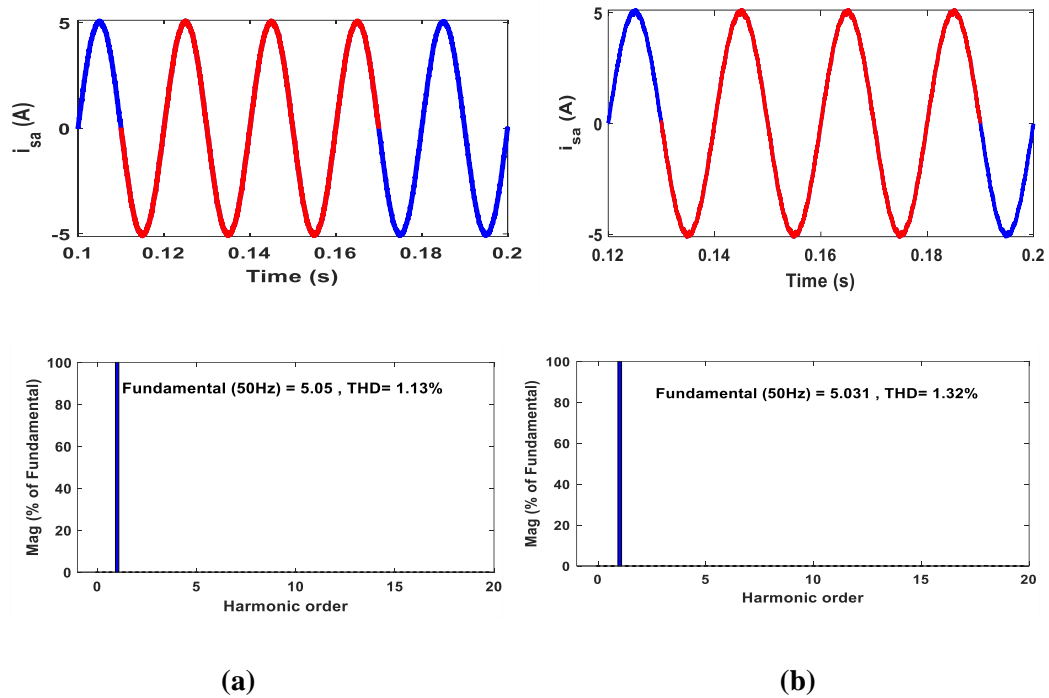 5
0
-5
i sa (A)
0.1 0.12 0.14 0.16 0.18 0.2
Time (s)
5
0
-5
i sa (A)
0.12 0.14 0.16 0.18 0.2
Time (s)
100
80
60
40
20
0
Mag (% of Fundamental)
Fundamental (50Hz) = 5.05 , THD= 1.13%
0 5 10 15 20
Harmonic order
100
80
60
40
20
0
Mag (% of Fundamental)
Fundamental (50Hz) = 5.031 , THD= 1.32%
0 5 10 15 20
Harmonic order
(a)
(b)